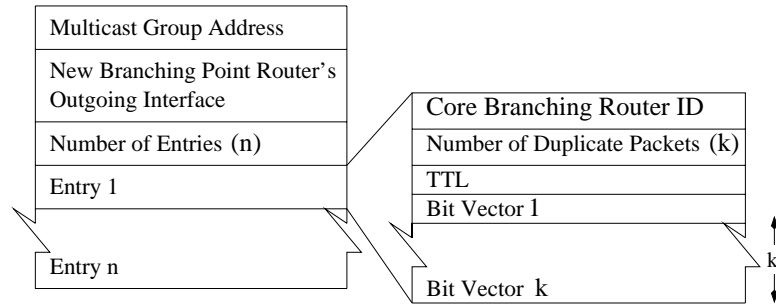 Multicast Group Address
New Branching Point Router's
Outgoing Interface
Number of Entries (n)
Entry 1
Entry n
Core Branching Router ID
Number of Duplicate Packets (k)
TTL
Bit Vector 1
Bit Vector k
k